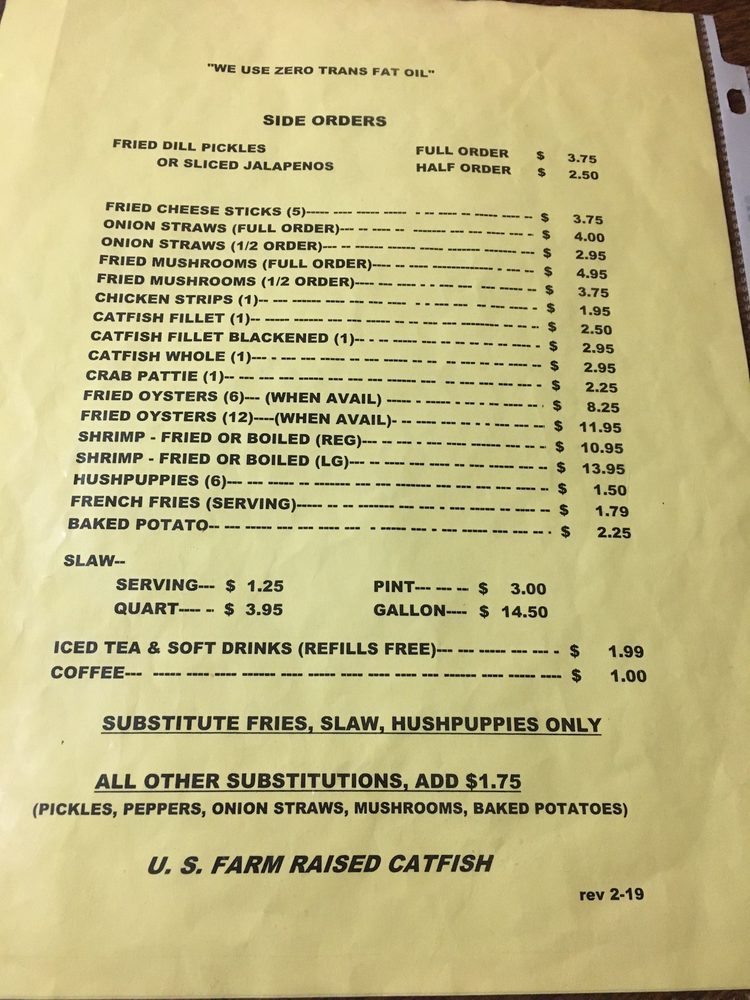 "WE USE ZERO TRANS FAT OIL"
SIDE ORDERS
FRIED DILL PICKLES FULL ORDER $ 3.75
OR SLICED JALAPENOS HALF ORDER $ 2.50
FRIED CHEESE STICKS (5)----- ---- ----- ---- - -- ---- -- ----- ---- -- $ 3.75
ONION STRAWS (FULL ORDER)--- -- ---- -- ------- --- ---- --- ---- $ 4.00
ONION STRAWS (1/2 ORDER)--- -- ------ ---- ----- ------- ------- $ 2.95
FRIED MUSHROOMS (FULL ORDER)---- -- ---- ------------- - --- -- $ 4.95
FRIED MUSHROOMS (1/2 ORDER)---- --- -- - - -- --- --- ----- -- $ 3.75
CHICKEN STRIPS (1)-- --- ------ ---- --- ---- - - --- --- -- ---- -- $ 1.95
CATFISH FILLET (1)--- -- ----- ------ --- --- -- -- --- -- ---- --- $ 2.50
CATFISH FILLET BLACKENED (1)-- - -- ----- --- --- -- --- --- --- $ 2.95
CATFISH WHOLE (1)--- - --- -- ---- ---- ---- -- -- --- -- ---- --- $ 2.95
CRAB PATTIE (1)-- --- ---- --- --- ---- --- --- --- -- --- ---- --- $ 2.25
FRIED OYSTERS (6)--- (WHEN AVAIL) ----- - ---- -- -- - --- --- $ 8.25
FRIED OYSTERS (12)----(WHEN AVAIL)- -- ---- --- -- - - --- --- $ 11.95
SHRIMP - FRIED OR BOILED (REG)--- -- ---- --- --- --- -- --- --- $ 10.95
SHRIMP - FRIED OR BOILED (LG)--- -- ---- --- ---- --- -- ---- --- $ 13.95
HUSHPUPPIES (6)--- --- ----- -- ------- --- --- ---- -- --- ---- -- $ 1.50
FRENCH FRIES (SERVING)----- -- -- ------- --- --- - --- ---- --- $ 1.79
BAKED POTATO-- --- ----- --- --- ---- --- - ----- - --- ---- --- - $ 2.25
SLAW--
SERVING--- $ 1.25 PINT--- --- -- $ 3.00
QUART---- - $ 3.95 GALLON---- $ 14.50
ICED TEA & SOFT DRINKS (REFILLS FREE)--- --- ----- --- --- - $ 1.99
COFFEE--- ----- ---- ---- ---- ---- --- ---- ---- --- ---- ---- ---- $ 1.00
SUBSTITUTE FRIES, SLAW, HUSHPUPPIES ONLY
ALL OTHER SUBSTITUTIONS, ADD $1.75
(PICKLES, PEPPERS, ONION STRAWS, MUSHROOMS, BAKED POTATOES)
U. S. FARM RAISED CATFISH
rev 2-19